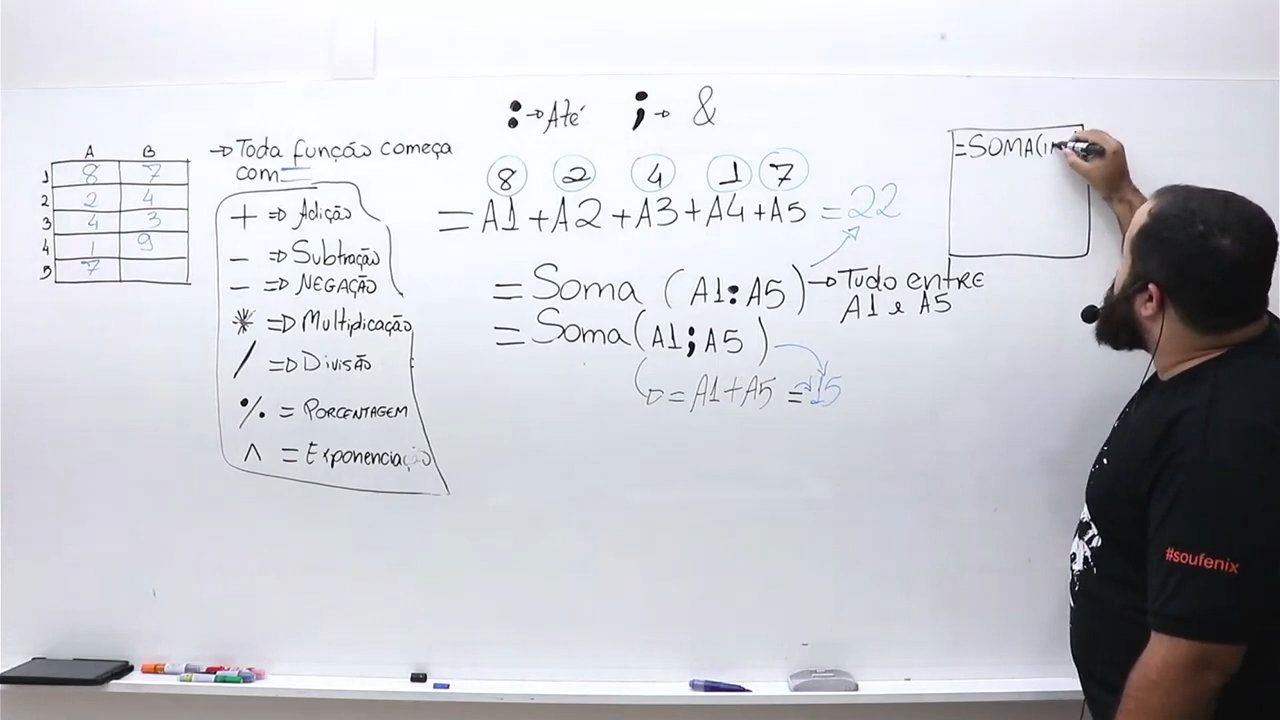 : → Até ; → &
A B
1 8 7
2 2 4
3 4 3
4 1 9
5 7
→ Toda função começa
com =
+ ⇒ Adição
- ⇒ Subtração
- ⇒ NEGAÇÃO
* ⇒ Multiplicação
/ ⇒ Divisão
% = PORCENTAGEM
^ = Exponenciação
8 2 4 1 7
= A1 + A2 + A3 + A4 + A5 = 22
= Soma (A1:A5) → Tudo entre
A1 e A5
= Soma (A1;A5)
→ = A1 + A5 = 15
=SOMA(
#soufenix